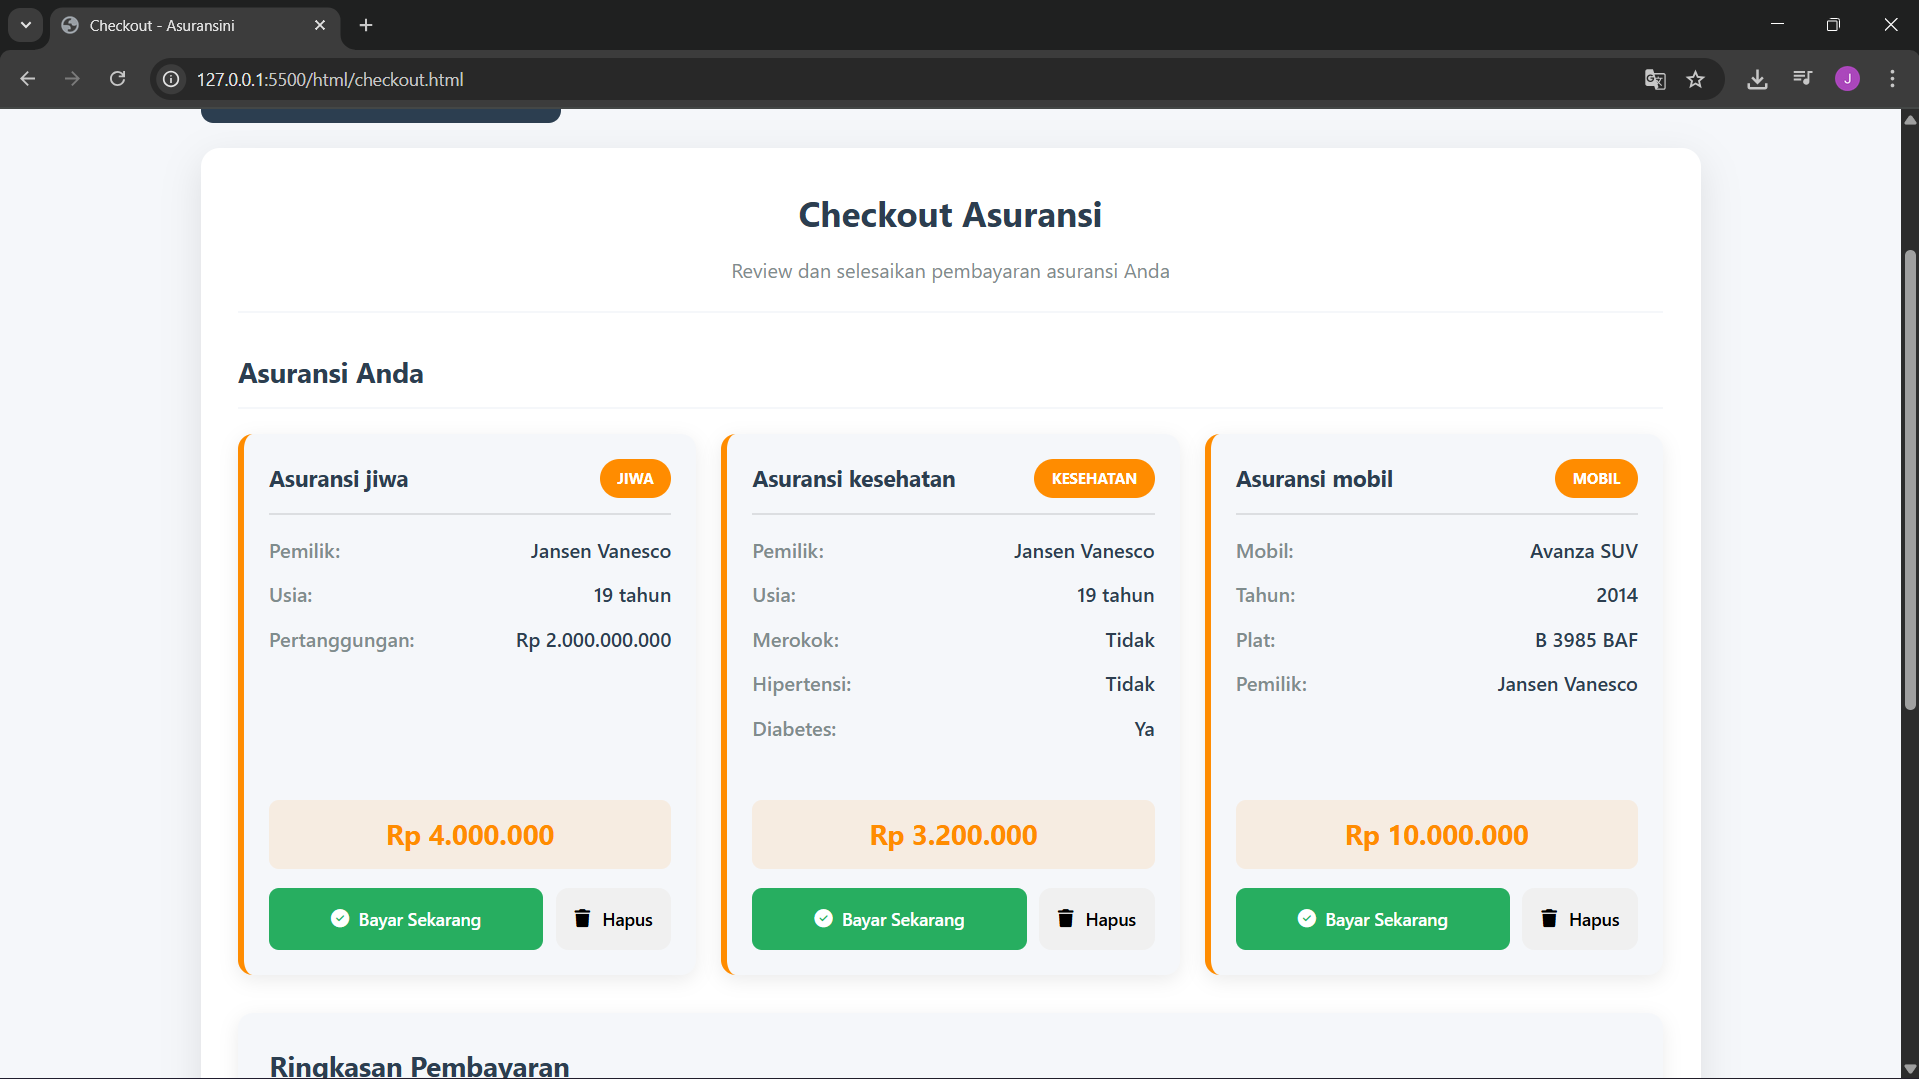 Checkout - Asuransini
127.0.0.1:5500/html/checkout.html
J
Checkout Asuransi
Review dan selesaikan pembayaran asuransi Anda
Asuransi Anda
Asuransi jiwa JIWA
Pemilik: Jansen Vanesco
Usia: 19 tahun
Pertanggungan: Rp 2.000.000.000
Rp 4.000.000
Bayar Sekarang Hapus
Asuransi kesehatan KESEHATAN
Pemilik: Jansen Vanesco
Usia: 19 tahun
Merokok: Tidak
Hipertensi: Tidak
Diabetes: Ya
Rp 3.200.000
Bayar Sekarang Hapus
Asuransi mobil MOBIL
Mobil: Avanza SUV
Tahun: 2014
Plat: B 3985 BAF
Pemilik: Jansen Vanesco
Rp 10.000.000
Bayar Sekarang Hapus
Ringkasan Pembayaran